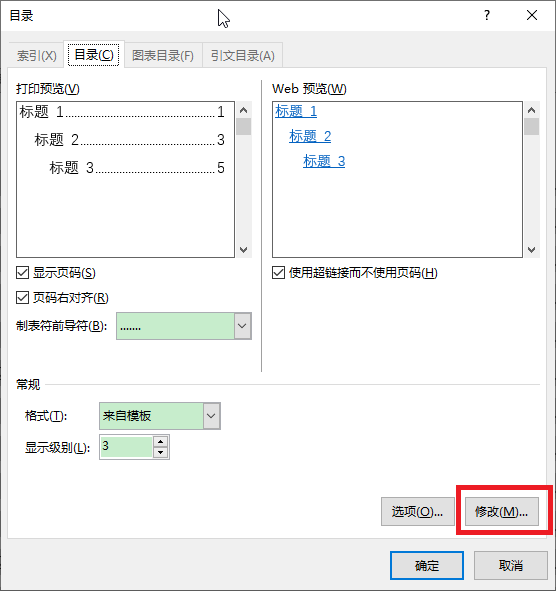 目录
?
索引(X) 目录(C) 图表目录(F) 引文目录(A)
打印预览(V)
标题 1........................................1
标题 2....................................3
标题 3................................5
显示页码(S)
页码右对齐(R)
制表符前导符(B): .......
Web 预览(W)
标题 1
标题 2
标题 3
使用超链接而不使用页码(H)
常规
格式(T): 来自模板
显示级别(L): 3
选项(O)... 修改(M)...
确定 取消